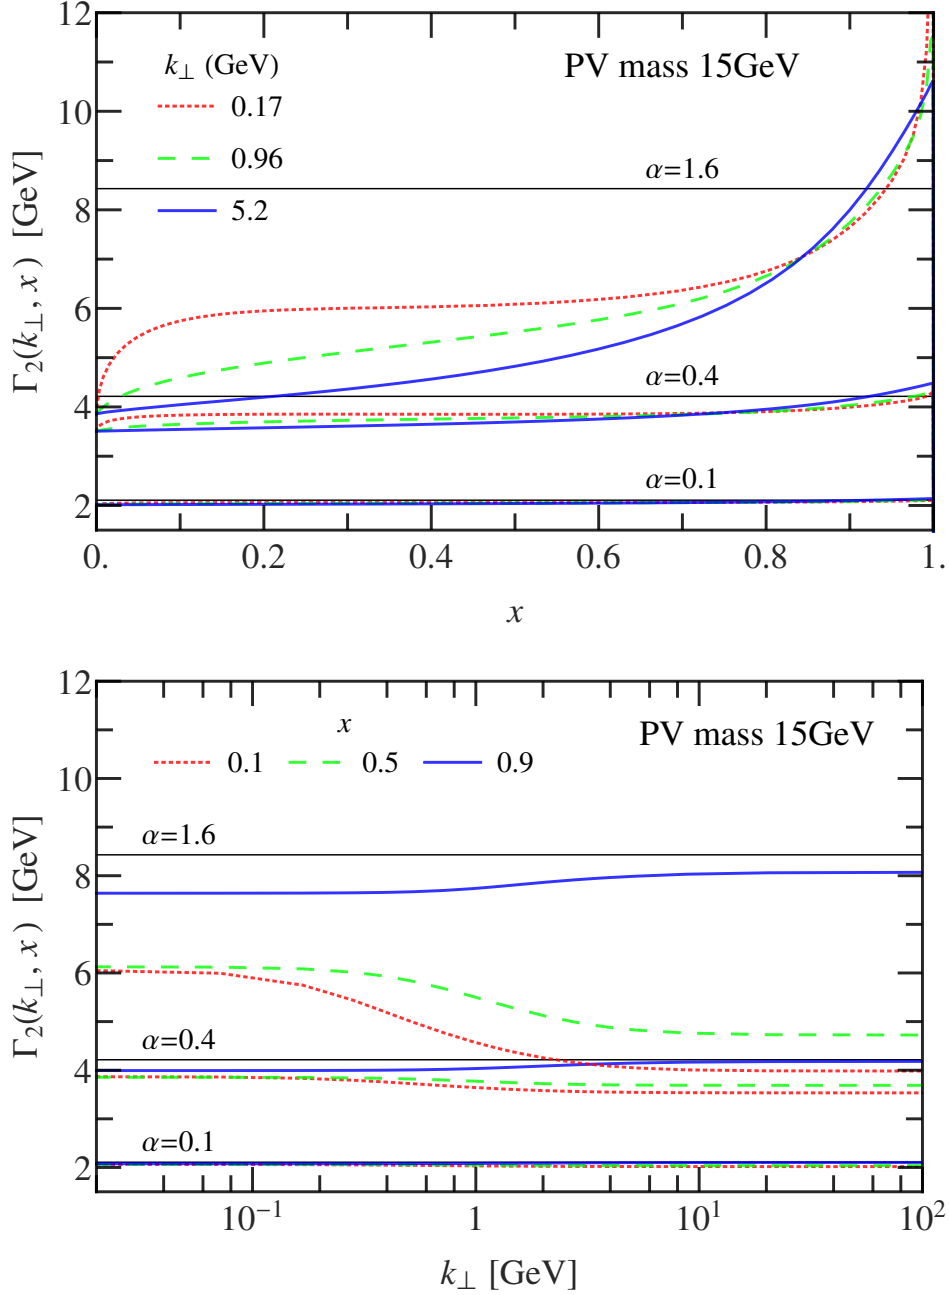 12
10
8
6
4
2
Γ₂(k⊥, x) [GeV]
k⊥ (GeV)
0.17
0.96
5.2
PV mass 15GeV
α=1.6
α=0.4
α=0.1
0. 0.2 0.4 0.6 0.8 1.
x
12
10
8
6
4
2
Γ₂(k⊥, x) [GeV]
x
PV mass 15GeV
0.1 0.5 0.9
α=1.6
α=0.4
α=0.1
10⁻¹ 1 10¹ 10²
k⊥ [GeV]